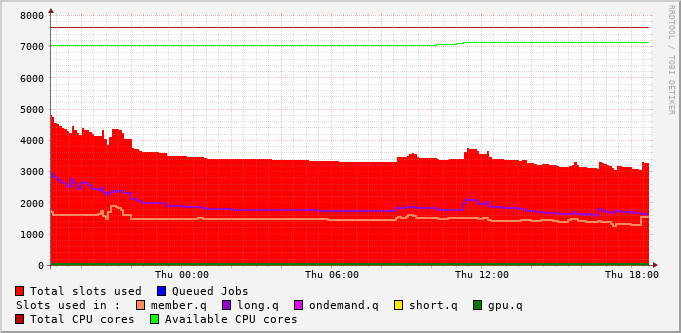 8000
7000
6000
5000
4000
3000
2000
1000
0
Thu 00:00 Thu 06:00 Thu 12:00 Thu 18:00
Total slots used Queued Jobs
Slots used in : member.q long.q ondemand.q short.q gpu.q
Total CPU cores Available CPU cores
RRDTOOL / TOBI OETIKER